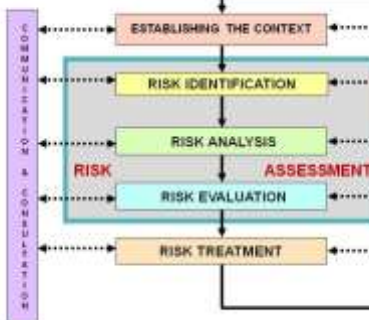 COMMUNICATION & CONSULTATION
ESTABLISHING THE CONTEXT
RISK IDENTIFICATION
RISK ANALYSIS
RISK ASSESSMENT
RISK EVALUATION
RISK TREATMENT